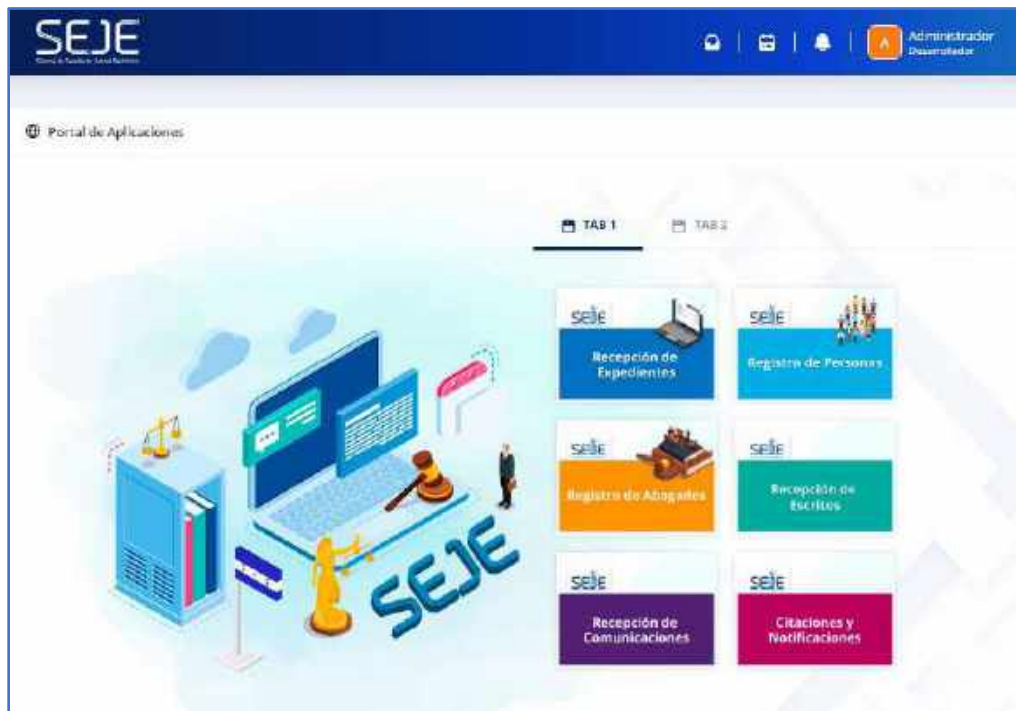 SEJE
Administrador
Desarrollador
Portal de Aplicaciones
TAB 1
TAB 2
SEJE
Recepción de
Expedientes
SEJE
Registro de Personas
SEJE
Registro de Abogados
SEJE
Recepción de
Escritos
SEJE
Recepción de
Comunicaciones
SEJE
Citaciones y
Notificaciones
SEJE